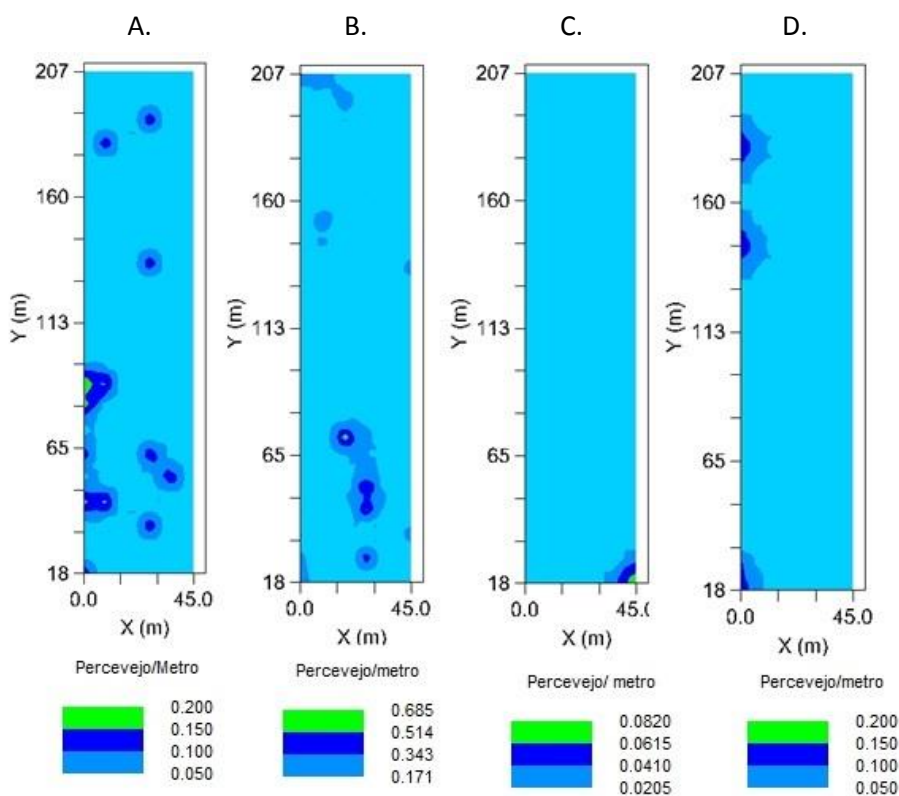 A.
207
160
113
65
18
Y (m)
0.0
45.0
X (m)
Percevejo/Metro
0.200
0.150
0.100
0.050
B.
207
160
113
65
18
Y (m)
0.0
45.0
X (m)
Percevejo/metro
0.685
0.514
0.343
0.171
C.
207
160
113
65
18
Y (m)
0.0
45.0
X (m)
Percevejo/ metro
0.0820
0.0615
0.0410
0.0205
D.
207
160
113
65
18
Y (m)
0.0
45.0
X (m)
Percevejo/metro
0.200
0.150
0.100
0.050